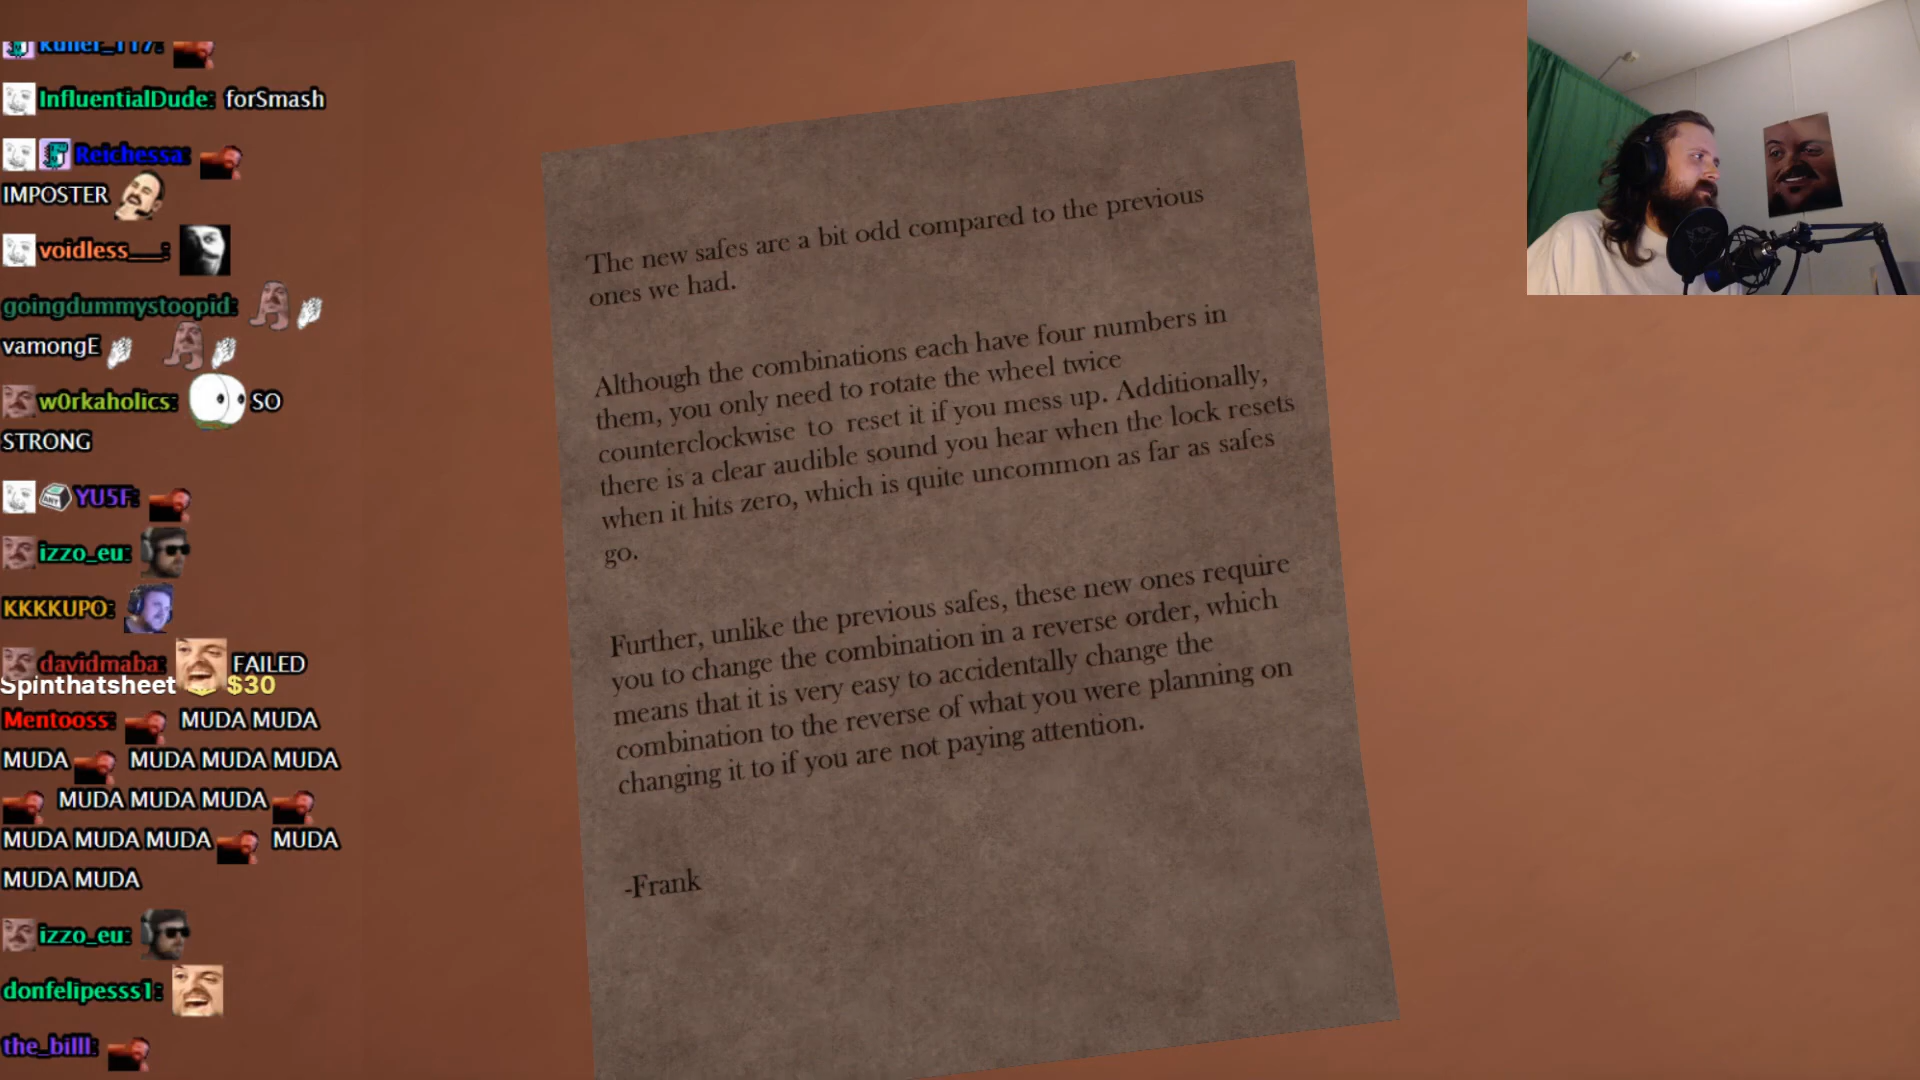 InfluentialDude: forSmash
Reichessa:
IMPOSTER
voidless___:
goingdummystoopid:
vamongE
w0rkaholics: SO
STRONG
YU5F:
izzo_eu:
KKKKUPO:
davidmaba: FAILED
Spinthatsheet $30
Mentooss: MUDA MUDA
MUDA MUDA MUDA MUDA
MUDA MUDA MUDA
MUDA MUDA MUDA MUDA
MUDA MUDA
izzo_eu:
donfelipesss1:
the_billl:
The new safes are a bit odd compared to the previous
ones we had.
Although the combinations each have four numbers in
them, you only need to rotate the wheel twice
counterclockwise to reset it if you mess up. Additionally,
there is a clear audible sound you hear when the lock resets
when it hits zero, which is quite uncommon as far as safes
go.
Further, unlike the previous safes, these new ones require
you to change the combination in a reverse order, which
means that it is very easy to accidentally change the
combination to the reverse of what you were planning on
changing it to if you are not paying attention.
-Frank